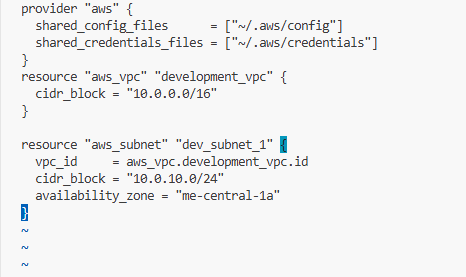 provider "aws" {
  shared_config_files      = ["~/.aws/config"]
  shared_credentials_files = ["~/.aws/credentials"]
}
resource "aws_vpc" "development_vpc" {
  cidr_block = "10.0.0.0/16"
}

resource "aws_subnet" "dev_subnet_1" {
  vpc_id     = aws_vpc.development_vpc.id
  cidr_block = "10.0.10.0/24"
  availability_zone = "me-central-1a"
}
~
~
~